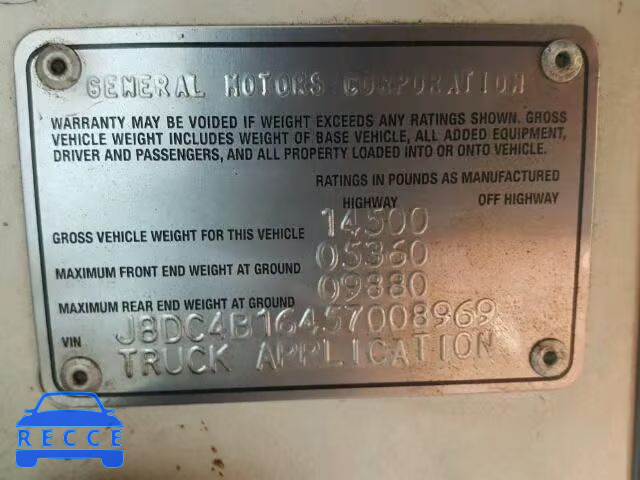 GENERAL MOTORS CORPORATION
WARRANTY MAY BE VOIDED IF WEIGHT EXCEEDS ANY RATINGS SHOWN. GROSS
VEHICLE WEIGHT INCLUDES WEIGHT OF BASE VEHICLE, ALL ADDED EQUIPMENT,
DRIVER AND PASSENGERS, AND ALL PROPERTY LOADED INTO OR ONTO VEHICLE.
RATINGS IN POUNDS AS MANUFACTURED
HIGHWAY OFF HIGHWAY
GROSS VEHICLE WEIGHT FOR THIS VEHICLE 14500
MAXIMUM FRONT END WEIGHT AT GROUND 05360
MAXIMUM REAR END WEIGHT AT GROUND 09880
VIN J8DC4B16457008969
TRUCK APPLICATION
RECCE